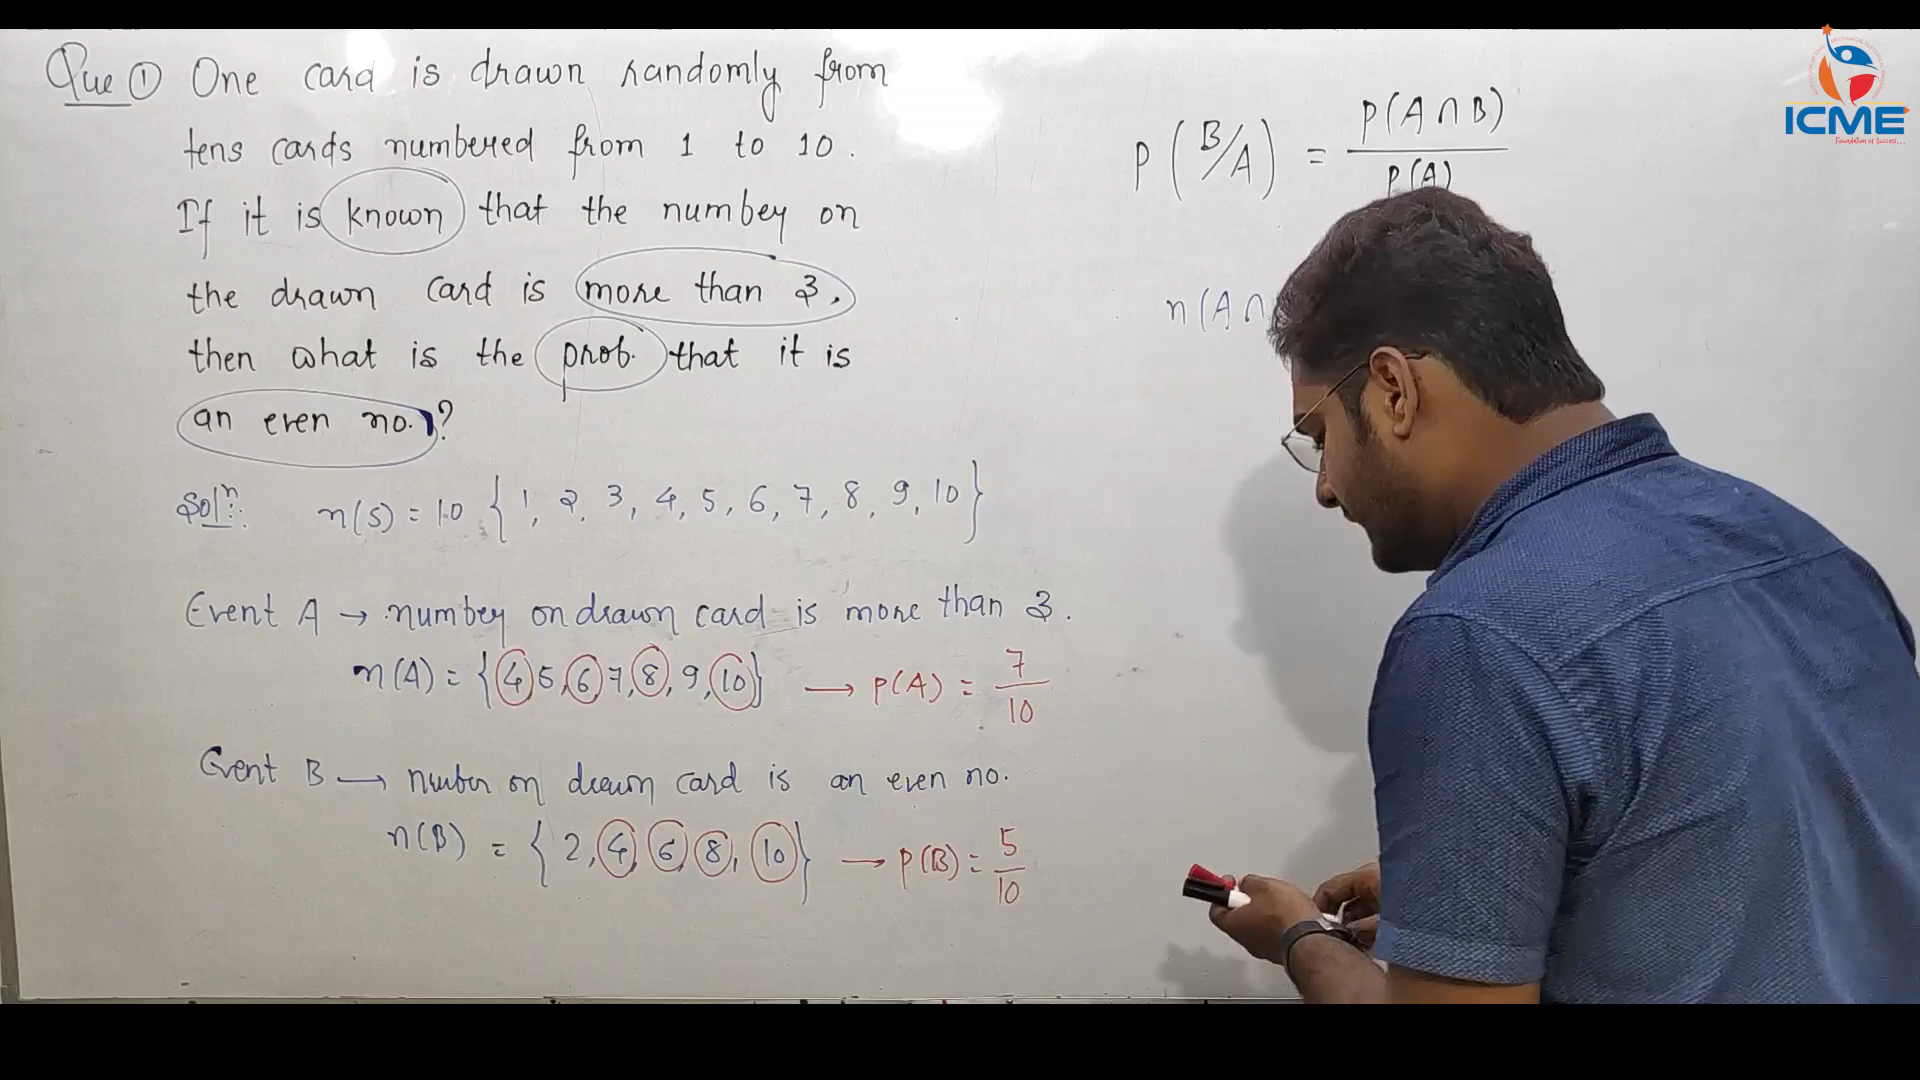 Que ① One card is drawn randomly from
tens cards numbered from 1 to 10.
If it is known that the number on
the drawn card is more than 3,
then what is the prob. that it is
an even no.?
Solⁿ: n(S) = 10 { 1, 2, 3, 4, 5, 6, 7, 8, 9, 10 }
Event A → number on drawn card is more than 3.
n(A) = { 4 5, 6, 7, 8, 9, 10 } → P(A) = 7/10
Event B → number on drawn card is an even no.
n(B) = { 2, 4, 6, 8, 10 } → P(B) = 5/10
P(B/A) = P(A∩B)/P(A)
n(A∩
ICME
Foundation of Success...